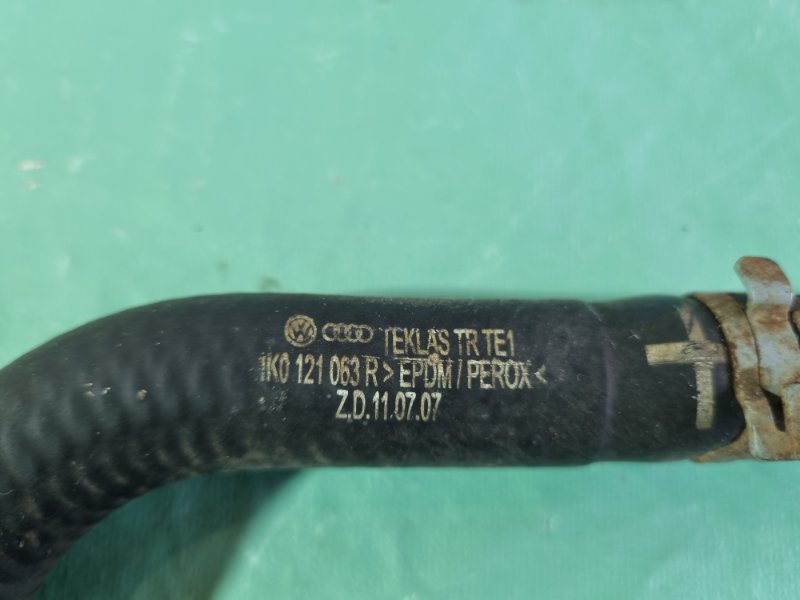 TEKLAS TR TE1
1K0 121 063 R > EPDM / PEROX <
Z.D.11.07.07